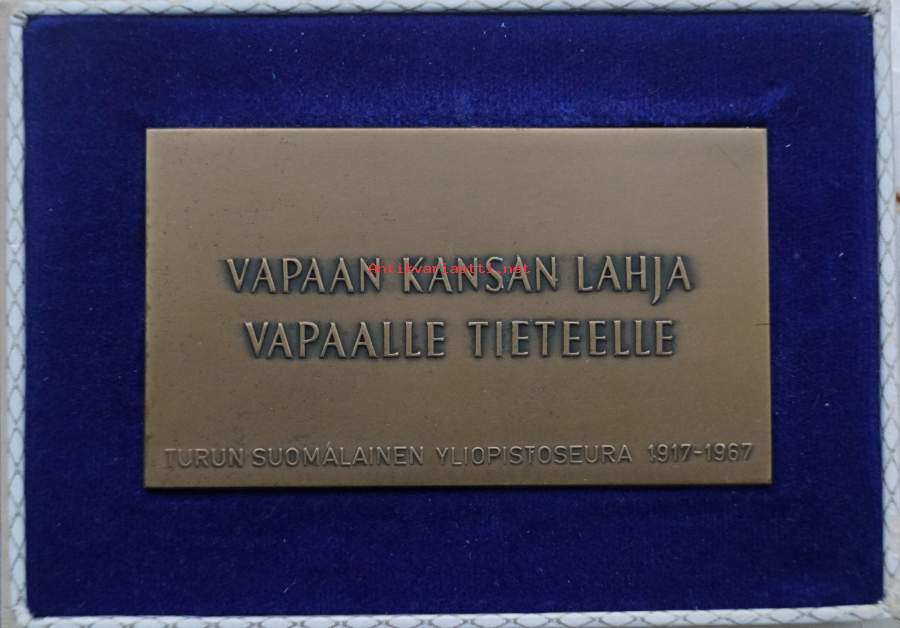 VAPAAN KANSAN LAHJA
Antikvariaatti.net
VAPAALLE TIETEELLE
TURUN SUOMALAINEN YLIOPISTOSEURA 1917-1967